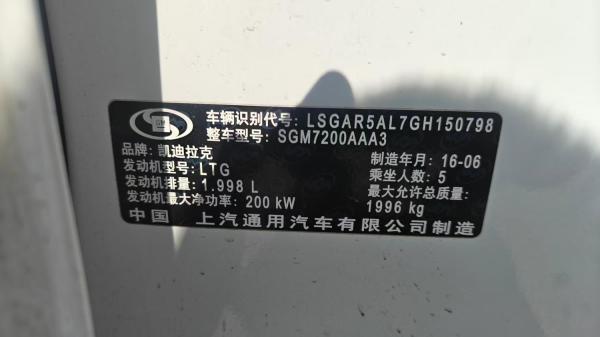 车辆识别代号: LSGAR5AL7GH150798
整车型号: SGM7200AAA3
品牌: 凯迪拉克 制造年月: 16-06
发动机型号: LTG 乘坐人数: 5
发动机排量: 1.998 L 最大允许总质量:
发动机最大净功率: 200 kW 1996 kg
中国 上汽通用汽车有限公司制造